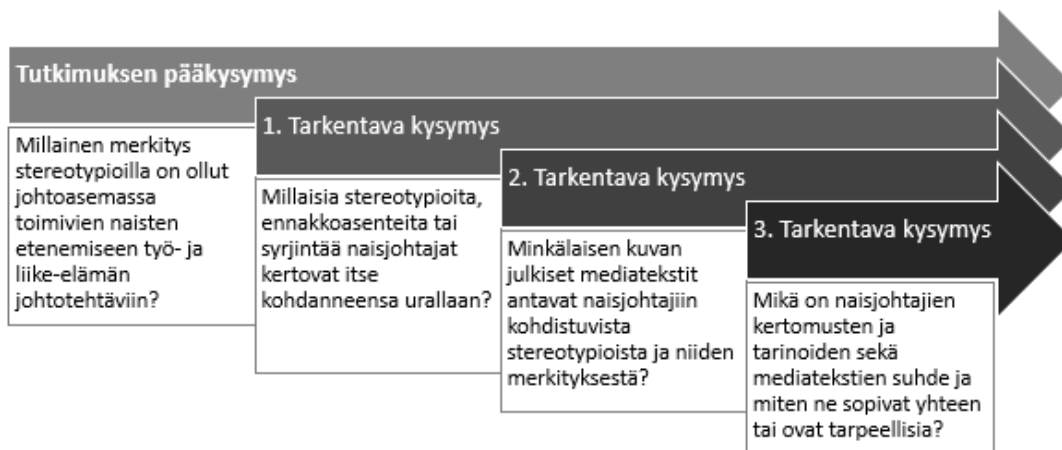 Tutkimuksen pääkysymys
Millainen merkitys
stereotypioilla on ollut
johtoasemassa
toimivien naisten
etenemiseen työ- ja
liike-elämän
johtotehtäviin?
1. Tarkentava kysymys
Millaisia stereotypioita,
ennakkoasenteita tai
syrjintää naisjohtajat
kertovat itse
kohdanneensa urallaan?
2. Tarkentava kysymys
Minkälaisen kuvan
julkiset mediatekstit
antavat naisjohtajiin
kohdistuvista
stereotypioista ja niiden
merkityksestä?
3. Tarkentava kysymys
Mikä on naisjohtajien
kertomusten ja
tarinoiden sekä
mediatekstien suhde ja
miten ne sopivat yhteen
tai ovat tarpeellisia?